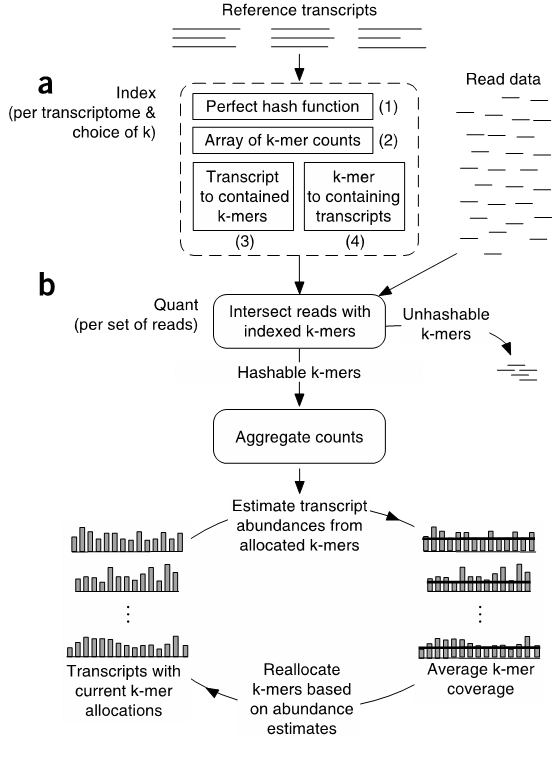 Reference transcripts
a
Index
(per transcriptome &
choice of k)
Read data
Perfect hash function
(1)
Array of k-mer counts
(2)
Transcript
to contained
k-mers
(3)
k-mer
to containing
transcripts
(4)
b
Quant
(per set of reads)
Intersect reads with
indexed k-mers
Unhashable
k-mers
Hashable k-mers
Aggregate counts
Estimate transcript
abundances from
allocated k-mers
Transcripts with
current k-mer
allocations
Average k-mer
coverage
Reallocate
k-mers based
on abundance
estimates